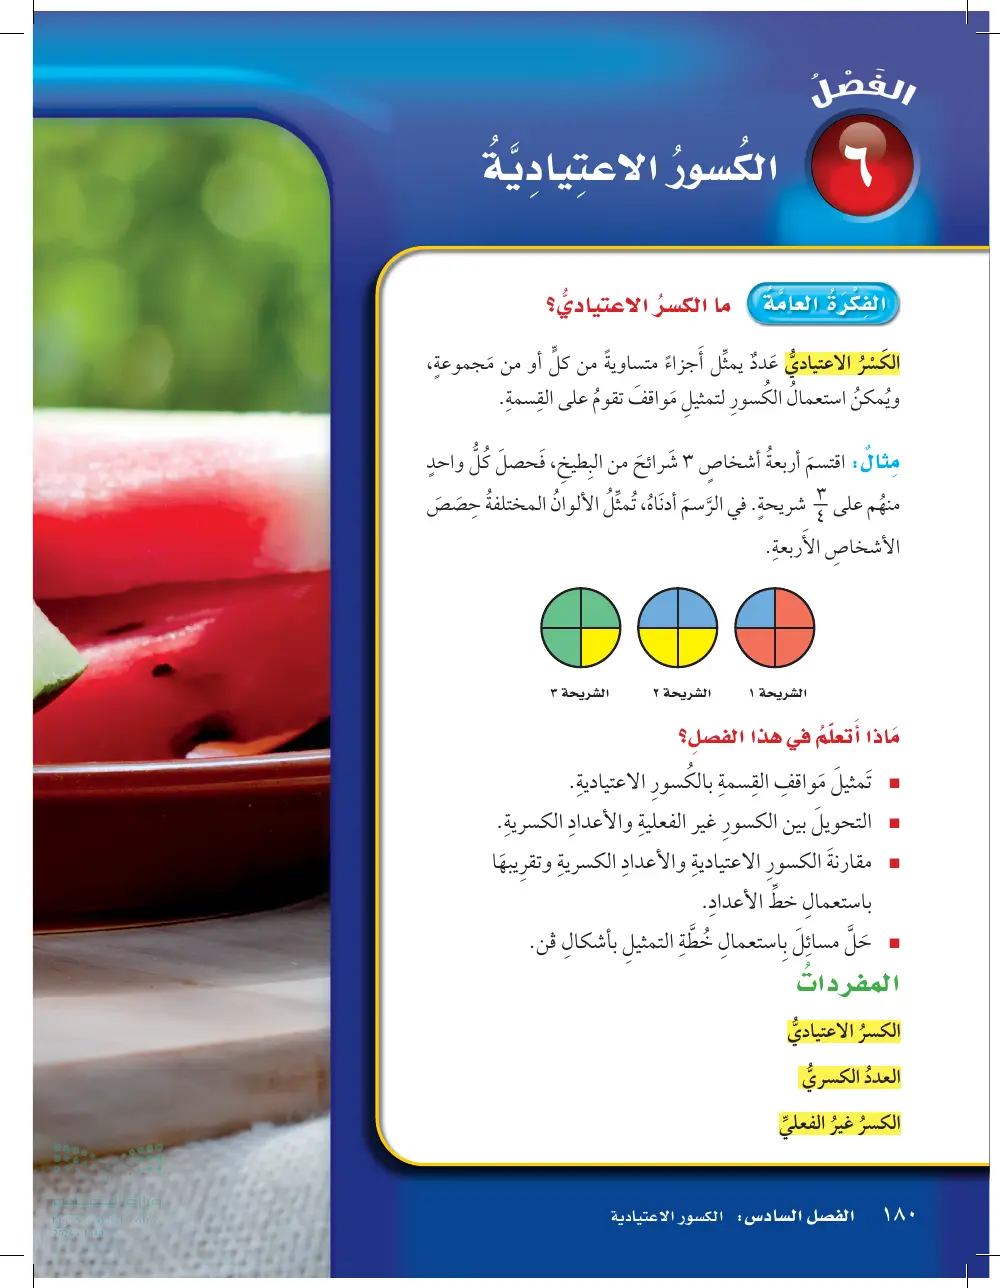 الفَصْلُ
٦
الكُسورُ الاعتِيادِيَّةُ
الفِكْرَةُ العامَّةُ ما الكسرُ الاعتياديُّ؟
الكَسْرُ الاعتياديُّ عَددٌ يمثِّل أَجزاءً متساويةً من كلٍّ أو من مَجموعةٍ،
ويُمكنُ استعمالُ الكُسورِ لتمثيلِ مَواقفَ تقومُ على القِسمةِ.
مِثالٌ: اقتسمَ أربعةُ أشخاصٍ ٣ شَرائحَ من البِطيخِ، فَحصلَ كُلُّ واحدٍ
منهُم على ٣/٤ شريحةٍ. في الرَّسمَ أدنَاهُ، تُمثِّلُ الألوانُ المختلفةُ حِصَصَ
الأشخاصِ الأَربعةِ.
الشريحة ١ الشريحة ٢ الشريحة ٣
مَاذا أَتعلّمُ في هذا الفصلِ؟
■ تَمثيلَ مَواقفِ القِسمةِ بالكُسورِ الاعتياديةِ.
■ التحويلَ بين الكسورِ غير الفعليةِ والأعدادِ الكسريةِ.
■ مقارنةَ الكسورِ الاعتياديةِ والأعدادِ الكسريةِ وتقرِيبهَا
باستعمالِ خطِّ الأعدادِ.
■ حَلَّ مسائِلَ بِاستعمالِ خُطَّةِ التمثيلِ بأشكالِ ڤن.
المفرداتُ
الكسرُ الاعتياديُّ
العددُ الكسريُّ
الكسرُ غيرُ الفعليِّ
١٨٠ الفصل السادس: الكسور الاعتيادية